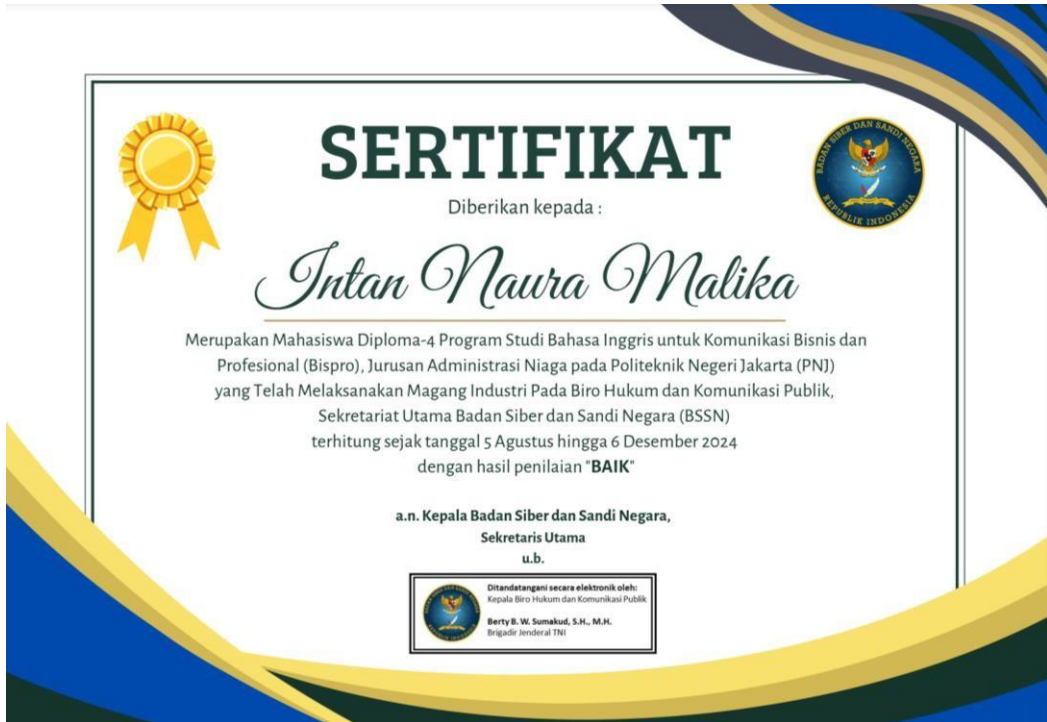 SERTIFIKAT
BADAN SIBER DAN SANDI NEGARA
REPUBLIK INDONESIA
Diberikan kepada :
Intan Naura Malika
Merupakan Mahasiswa Diploma-4 Program Studi Bahasa Inggris untuk Komunikasi Bisnis dan
Profesional (Bispro), Jurusan Administrasi Niaga pada Politeknik Negeri Jakarta (PNJ)
yang Telah Melaksanakan Magang Industri Pada Biro Hukum dan Komunikasi Publik,
Sekretariat Utama Badan Siber dan Sandi Negara (BSSN)
terhitung sejak tanggal 5 Agustus hingga 6 Desember 2024
dengan hasil penilaian "BAIK"
a.n. Kepala Badan Siber dan Sandi Negara,
Sekretaris Utama
u.b.
Ditandatangani secara elektronik oleh:
Kepala Biro Hukum dan Komunikasi Publik
Berty B. W. Sumakud, S.H., M.H.
Brigadir Jenderal TNI